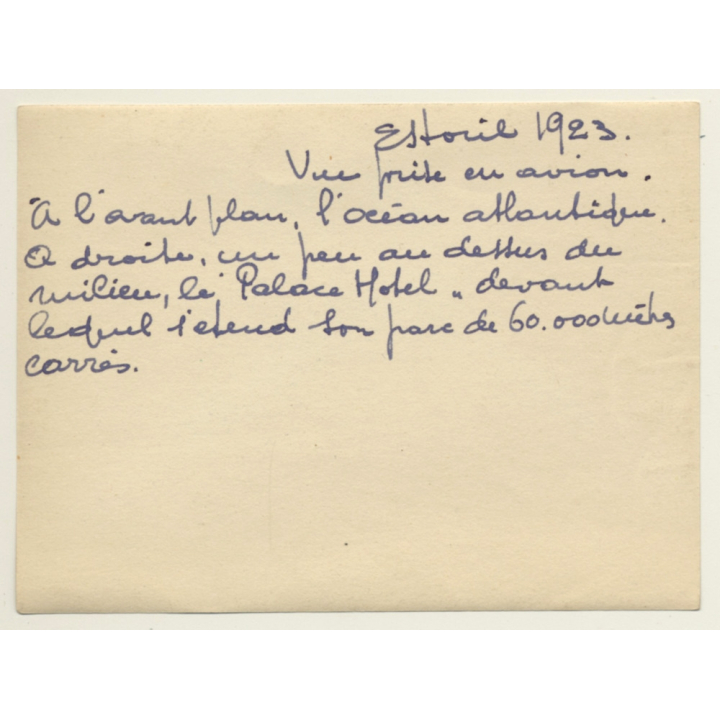 Estoril 1923.
Vue prise en avion.
A l'avant plan, l'océan atlantique.
A droite, un peu au dessus du
milieu, le "Palace Hotel" devant
lequel s'etend son parc de 60.000 mètres
carrés.